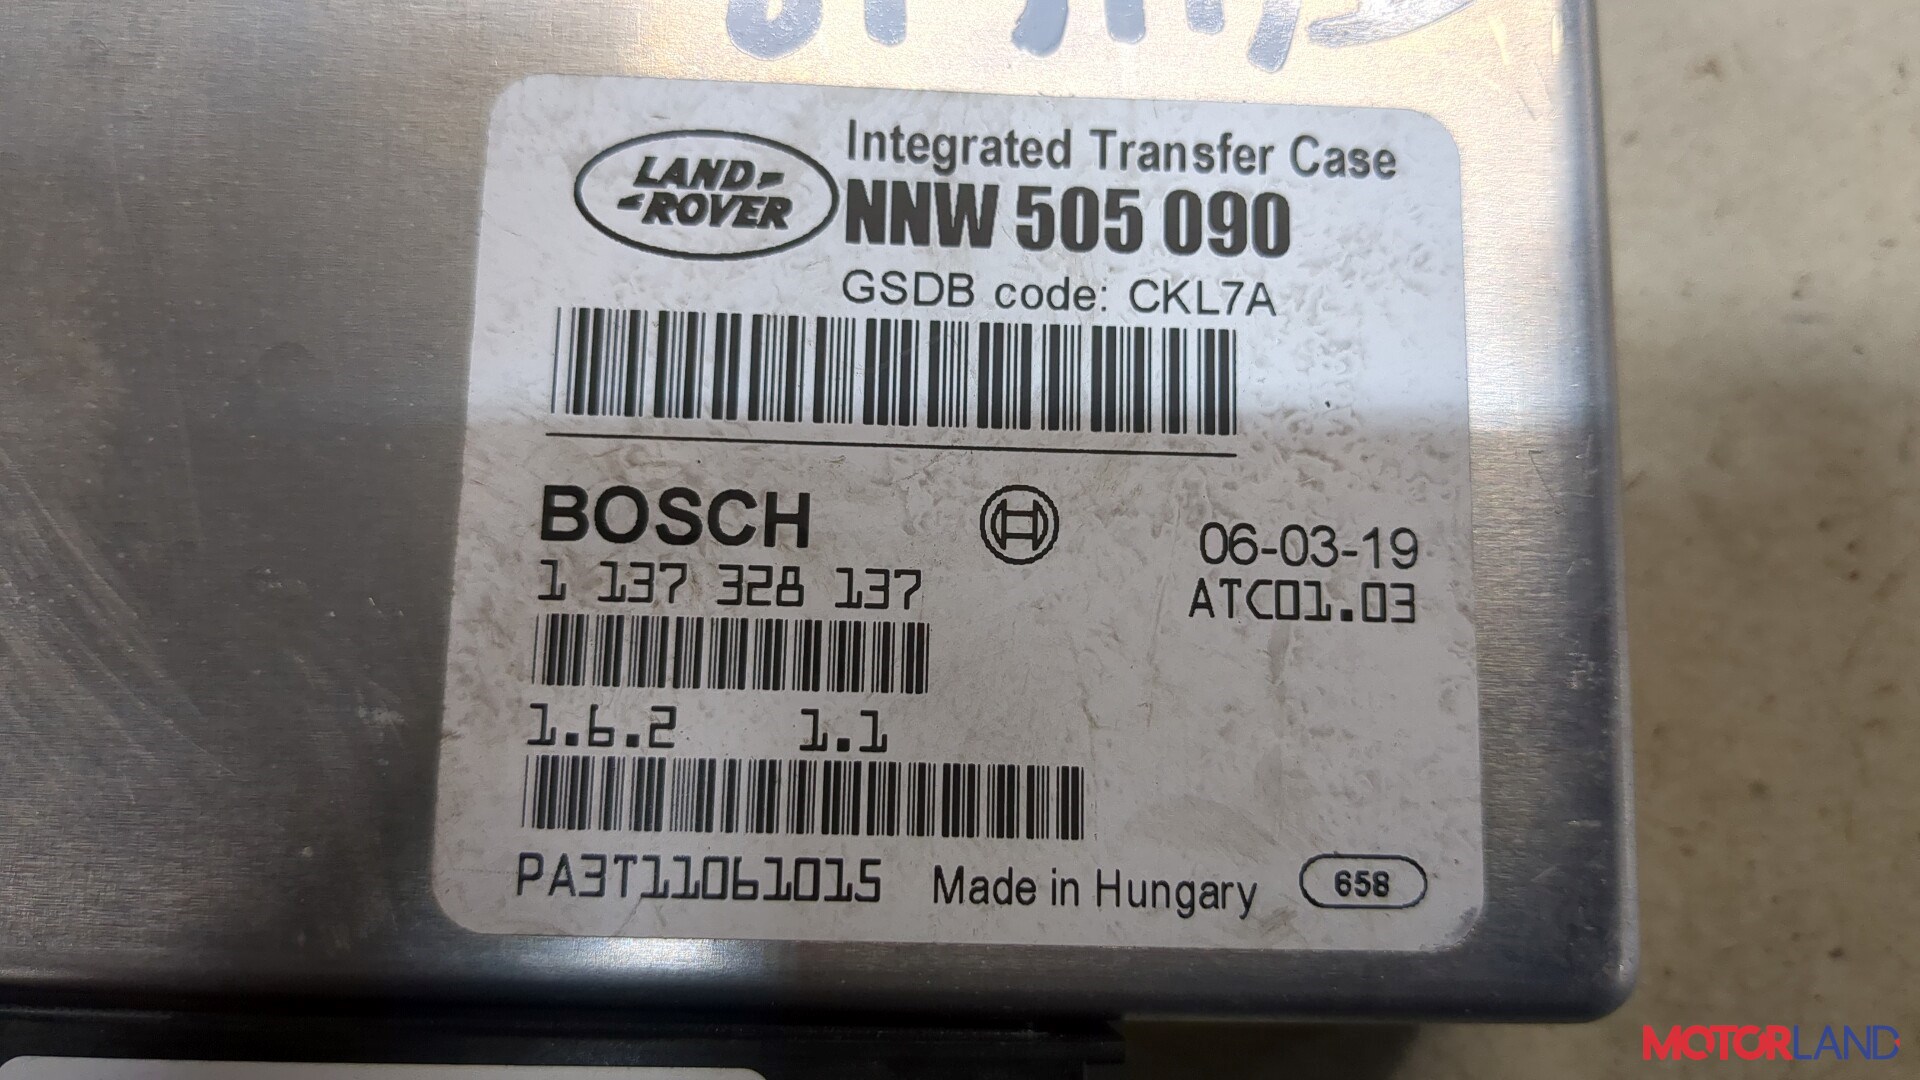 Integrated Transfer Case
LAND
ROVER
NNW 505 090
GSDB code: CKL7A
BOSCH
06-03-19
1 137 328 137
ATC01.03
1.6.2 1.1
PA3T11061015
Made in Hungary
658
MOTORLAND